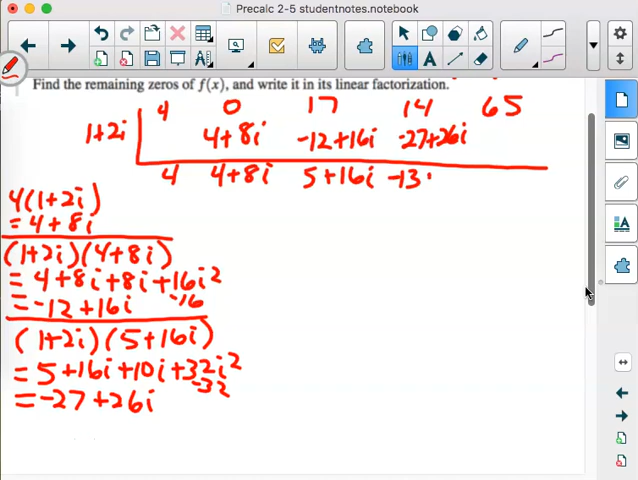 Precalc 2-5 studentnotes.notebook
Find the remaining zeros of f(x), and write it in its linear factorization.
4 0 17 14 65
1+2i 4+8i -12+16i -27+26i
4 4+8i 5+16i -13
4(1+2i)
= 4+8i
(1+2i)(4+8i)
= 4+8i+8i+16i²
-16
= -12+16i
(1+2i)(5+16i)
= 5+16i+10i+32i²
-32
= -27+26i